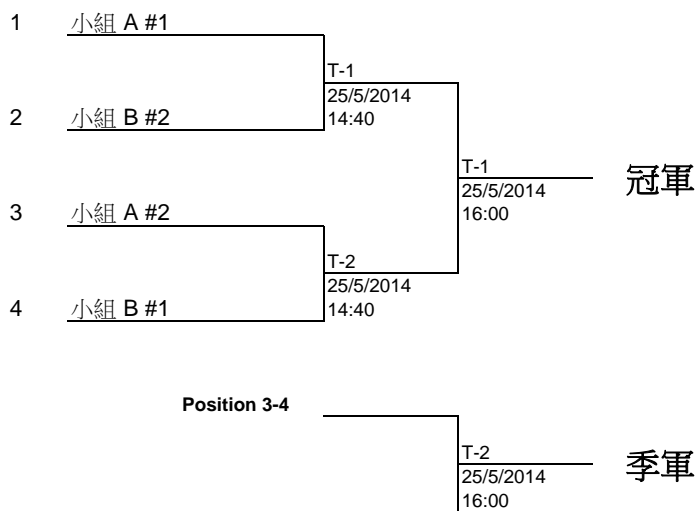 1 小組 A #1
T-1
25/5/2014
2 小組 B #2 14:40
T-1 冠軍
25/5/2014
3 小組 A #2 16:00
T-2
25/5/2014
4 小組 B #1 14:40
Position 3-4
T-2 季軍
25/5/2014
16:00